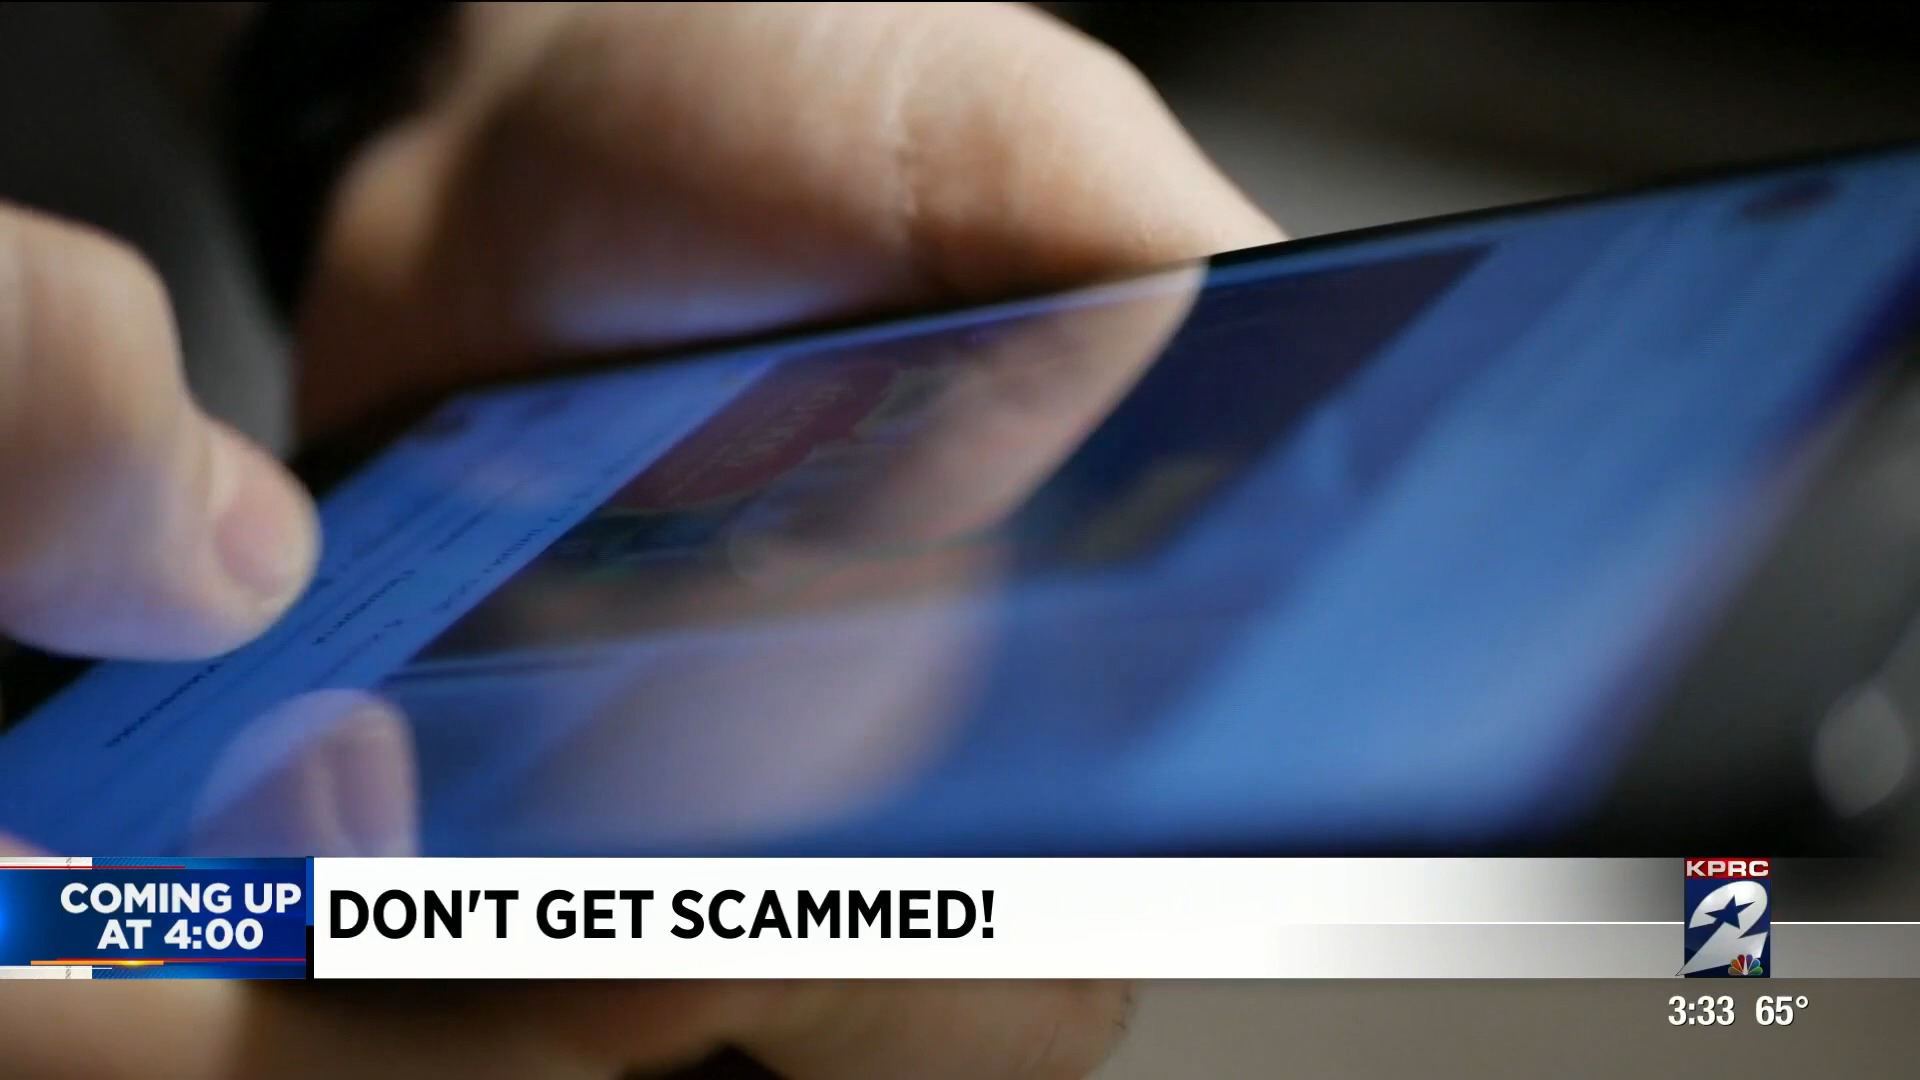 COMING UP
AT 4:00
DON'T GET SCAMMED!
KPRC
2
3:33 65°